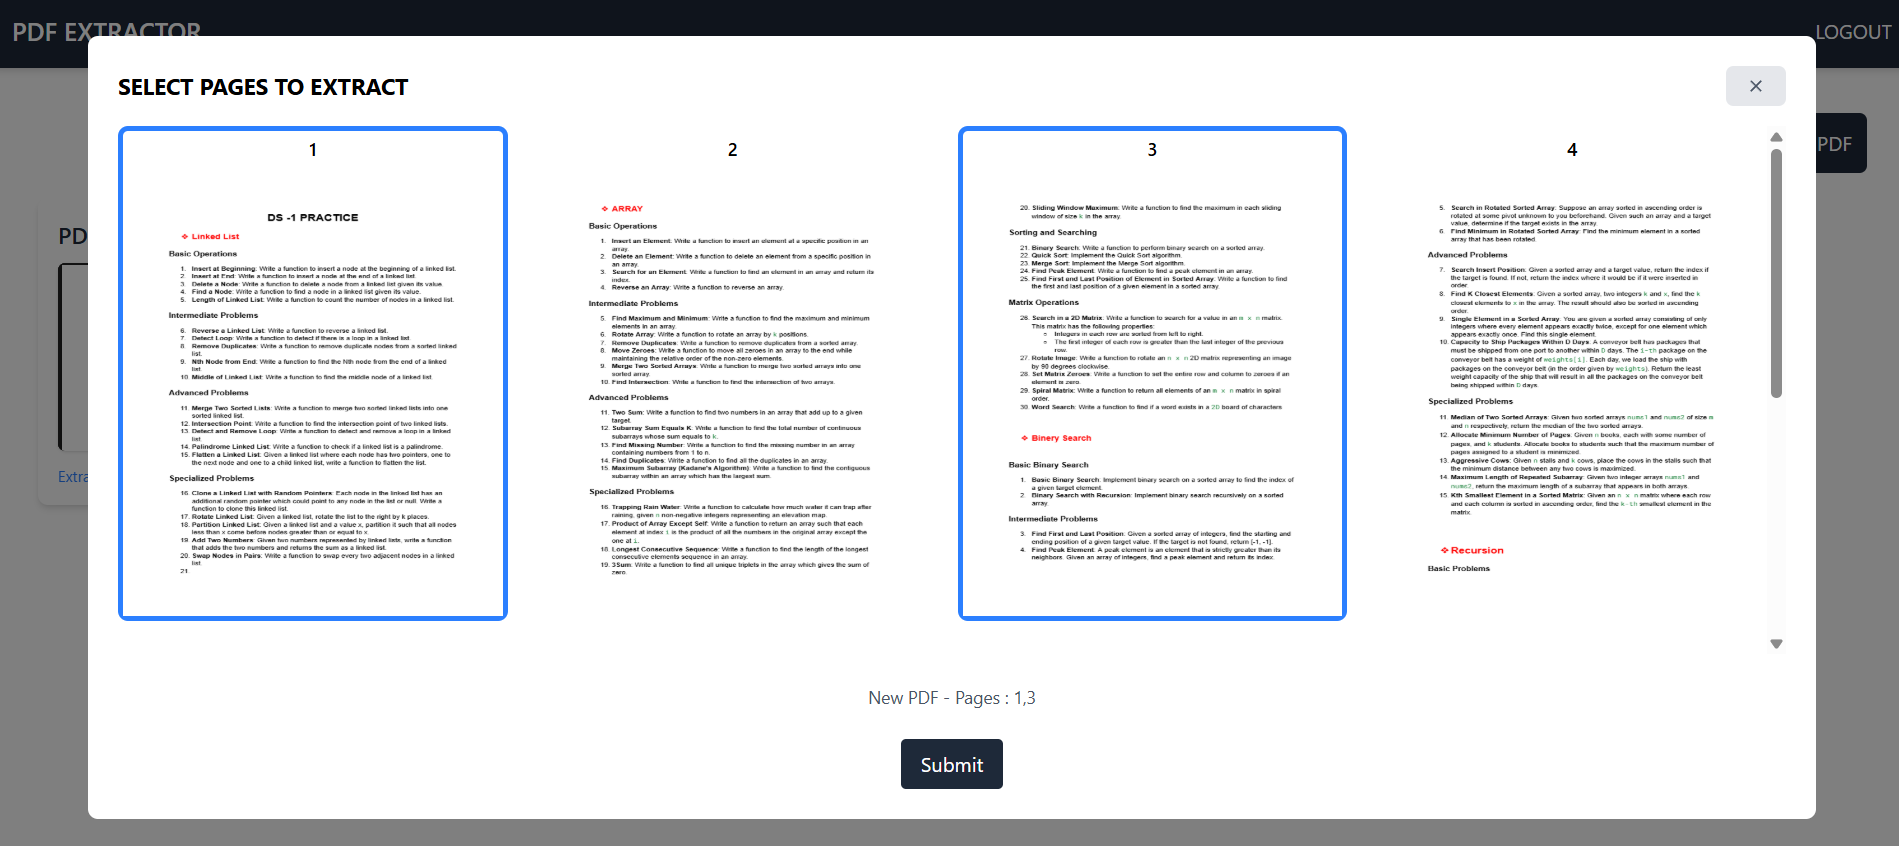 PDF EXTRACTOR
LOGOUT
SELECT PAGES TO EXTRACT
×
PDF
PD
Extra
1
DS -1 PRACTICE
❖ Linked List
Basic Operations
1. Insert at Beginning: Write a function to insert a node at the beginning of a linked list.
2. Insert at End: Write a function to insert a node at the end of a linked list.
3. Delete a Node: Write a function to delete a node from a linked list given its value.
4. Find a Node: Write a function to find a node in a linked list given its value.
5. Length of Linked List: Write a function to count the number of nodes in a linked list.
Intermediate Problems
6. Reverse a Linked List: Write a function to reverse a linked list.
7. Detect Loop: Write a function to detect if there is a loop in a linked list.
8. Remove Duplicates: Write a function to remove duplicate nodes from a sorted linked
list.
9. Nth Node from End: Write a function to find the Nth node from the end of a linked
list.
10. Middle of Linked List: Write a function to find the middle node of a linked list.
Advanced Problems
11. Merge Two Sorted Lists: Write a function to merge two sorted linked lists into one
sorted linked list.
12. Intersection Point: Write a function to find the intersection point of two linked lists.
13. Detect and Remove Loop: Write a function to detect and remove a loop in a linked
list.
14. Palindrome Linked List: Write a function to check if a linked list is a palindrome.
15. Flatten a Linked List: Given a linked list where each node has two pointers, one to
the next node and one to a child linked list, write a function to flatten the list.
Specialized Problems
16. Clone a Linked List with Random Pointers: Each node in the linked list has an
additional random pointer which could point to any node in the list or null. Write a
function to clone this linked list.
17. Rotate Linked List: Given a linked list, rotate the list to the right by k places.
18. Partition Linked List: Given a linked list and a value x, partition it such that all nodes
less than x come before nodes greater than or equal to x.
19. Add Two Numbers: Given two numbers represented by linked lists, write a function
that adds the two numbers and returns the sum as a linked list.
20. Swap Nodes in Pairs: Write a function to swap every two adjacent nodes in a linked
list.
21.
2
❖ ARRAY
Basic Operations
1. Insert an Element: Write a function to insert an element at a specific position in an
array.
2. Delete an Element: Write a function to delete an element from a specific position in
an array.
3. Search for an Element: Write a function to find an element in an array and return its
index.
4. Reverse an Array: Write a function to reverse an array.
Intermediate Problems
5. Find Maximum and Minimum: Write a function to find the maximum and minimum
elements in an array.
6. Rotate Array: Write a function to rotate an array by k positions.
7. Remove Duplicates: Write a function to remove duplicates from a sorted array.
8. Move Zeroes: Write a function to move all zeroes in an array to the end while
maintaining the relative order of the non-zero elements.
9. Merge Two Sorted Arrays: Write a function to merge two sorted arrays into one
sorted array.
10. Find Intersection: Write a function to find the intersection of two arrays.
Advanced Problems
11. Two Sum: Write a function to find two numbers in an array that add up to a given
target.
12. Subarray Sum Equals K: Write a function to find the total number of continuous
subarrays whose sum equals to k.
13. Find Missing Number: Write a function to find the missing number in an array
containing numbers from 1 to n.
14. Find Duplicates: Write a function to find all the duplicates in an array.
15. Maximum Subarray (Kadane's Algorithm): Write a function to find the contiguous
subarray within an array which has the largest sum.
Specialized Problems
16. Trapping Rain Water: Write a function to calculate how much water it can trap after
raining, given n non-negative integers representing an elevation map.
17. Product of Array Except Self: Write a function to return an array such that each
element at index i is the product of all the numbers in the original array except the
one at i.
18. Longest Consecutive Sequence: Write a function to find the length of the longest
consecutive elements sequence in an array.
19. 3Sum: Write a function to find all unique triplets in the array which gives the sum of
zero.
3
20. Sliding Window Maximum: Write a function to find the maximum in each sliding
window of size k in the array.
Sorting and Searching
21. Binary Search: Write a function to perform binary search on a sorted array.
22. Quick Sort: Implement the Quick Sort algorithm.
23. Merge Sort: Implement the Merge Sort algorithm.
24. Find Peak Element: Write a function to find a peak element in an array.
25. Find First and Last Position of Element in Sorted Array: Write a function to find
the first and last position of a given element in a sorted array.
Matrix Operations
26. Search in a 2D Matrix: Write a function to search for a value in an m x n matrix.
This matrix has the following properties:
○ Integers in each row are sorted from left to right.
○ The first integer of each row is greater than the last integer of the previous
row.
27. Rotate Image: Write a function to rotate an n x n 2D matrix representing an image
by 90 degrees clockwise.
28. Set Matrix Zeroes: Write a function to set the entire row and column to zeroes if an
element is zero.
29. Spiral Matrix: Write a function to return all elements of an m x n matrix in spiral
order.
30. Word Search: Write a function to find if a word exists in a 2D board of characters
❖ Binary Search
Basic Binary Search
1. Basic Binary Search: Implement binary search on a sorted array to find the index of
a given target element.
2. Binary Search with Recursion: Implement binary search recursively on a sorted
array.
Intermediate Problems
3. Find First and Last Position: Given a sorted array of integers, find the starting and
ending position of a given target value. If the target is not found, return [-1, -1].
4. Find Peak Element: A peak element is an element that is strictly greater than its
neighbors. Given an array of integers, find a peak element and return its index.
4
5. Search in Rotated Sorted Array: Suppose an array sorted in ascending order is
rotated at some pivot unknown to you beforehand. Given such an array and a target
value, determine if the target exists in the array.
6. Find Minimum in Rotated Sorted Array: Find the minimum element in a sorted
array that has been rotated.
Advanced Problems
7. Search Insert Position: Given a sorted array and a target value, return the index if
the target is found. If not, return the index where it would be if it were inserted in
order.
8. Find K Closest Elements: Given a sorted array, two integers k and x, find the k
closest elements to x in the array. The result should also be sorted in ascending
order.
9. Single Element in a Sorted Array: You are given a sorted array consisting of only
integers where every element appears exactly twice, except for one element which
appears exactly once. Find this single element.
10. Capacity to Ship Packages Within D Days: A conveyor belt has packages that
must be shipped from one port to another within D days. The i-th package on the
conveyor belt has a weight of weights[i]. Each day, we load the ship with
packages on the conveyor belt (in the order given by weights). Return the least
weight capacity of the ship that will result in all the packages on the conveyor belt
being shipped within D days.
Specialized Problems
11. Median of Two Sorted Arrays: Given two sorted arrays nums1 and nums2 of size m
and n respectively, return the median of the two sorted arrays.
12. Allocate Minimum Number of Pages: Given n books, each with some number of
pages, and k students. Allocate books to students such that the maximum number of
pages assigned to a student is minimized.
13. Aggressive Cows: Given n stalls and k cows, place the cows in the stalls such that
the minimum distance between any two cows is maximized.
14. Maximum Length of Repeated Subarray: Given two integer arrays nums1 and
nums2, return the maximum length of a subarray that appears in both arrays.
15. Kth Smallest Element in a Sorted Matrix: Given an n x n matrix where each row
and each column is sorted in ascending order, find the k-th smallest element in the
matrix.
❖ Recursion
Basic Problems
New PDF - Pages : 1,3
Submit